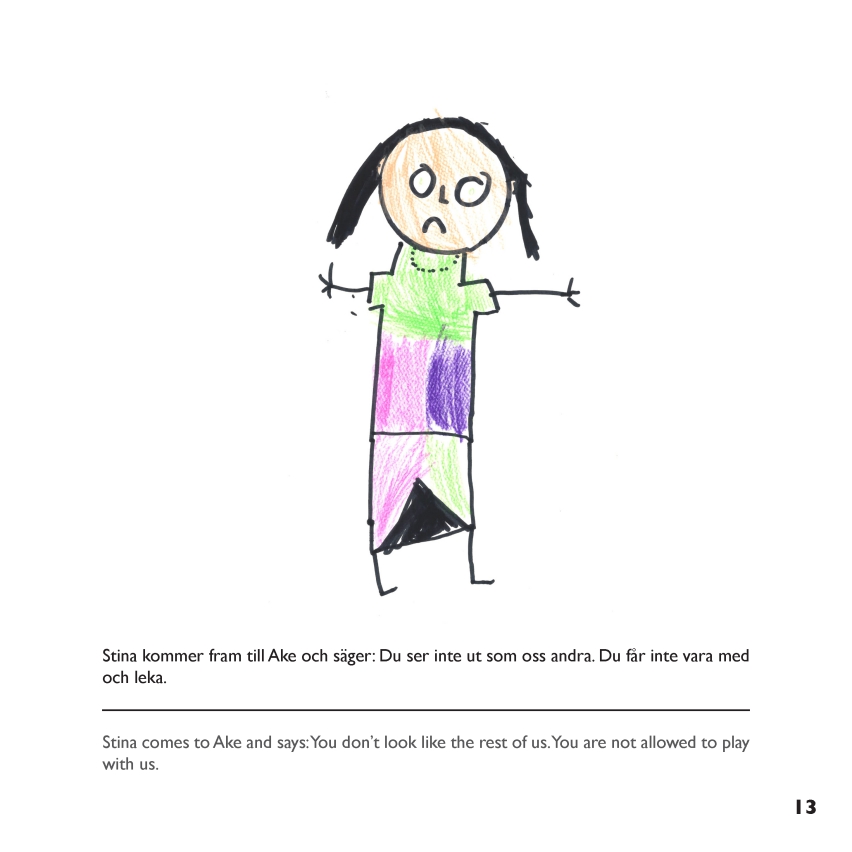 Stina kommer fram till Ake och säger: Du ser inte ut som oss andra. Du får inte vara med
och leka.
Stina comes to Ake and says: You don't look like the rest of us. You are not allowed to play
with us.
13